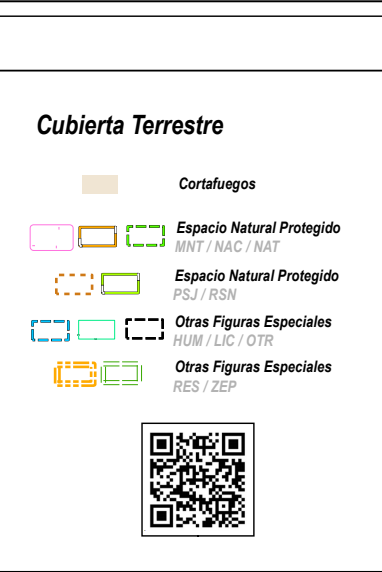 Cubierta Terrestre
Cortafuegos
Espacio Natural Protegido
MNT / NAC / NAT
Espacio Natural Protegido
PSJ / RSN
Otras Figuras Especiales
HUM / LIC / OTR
Otras Figuras Especiales
RES / ZEP